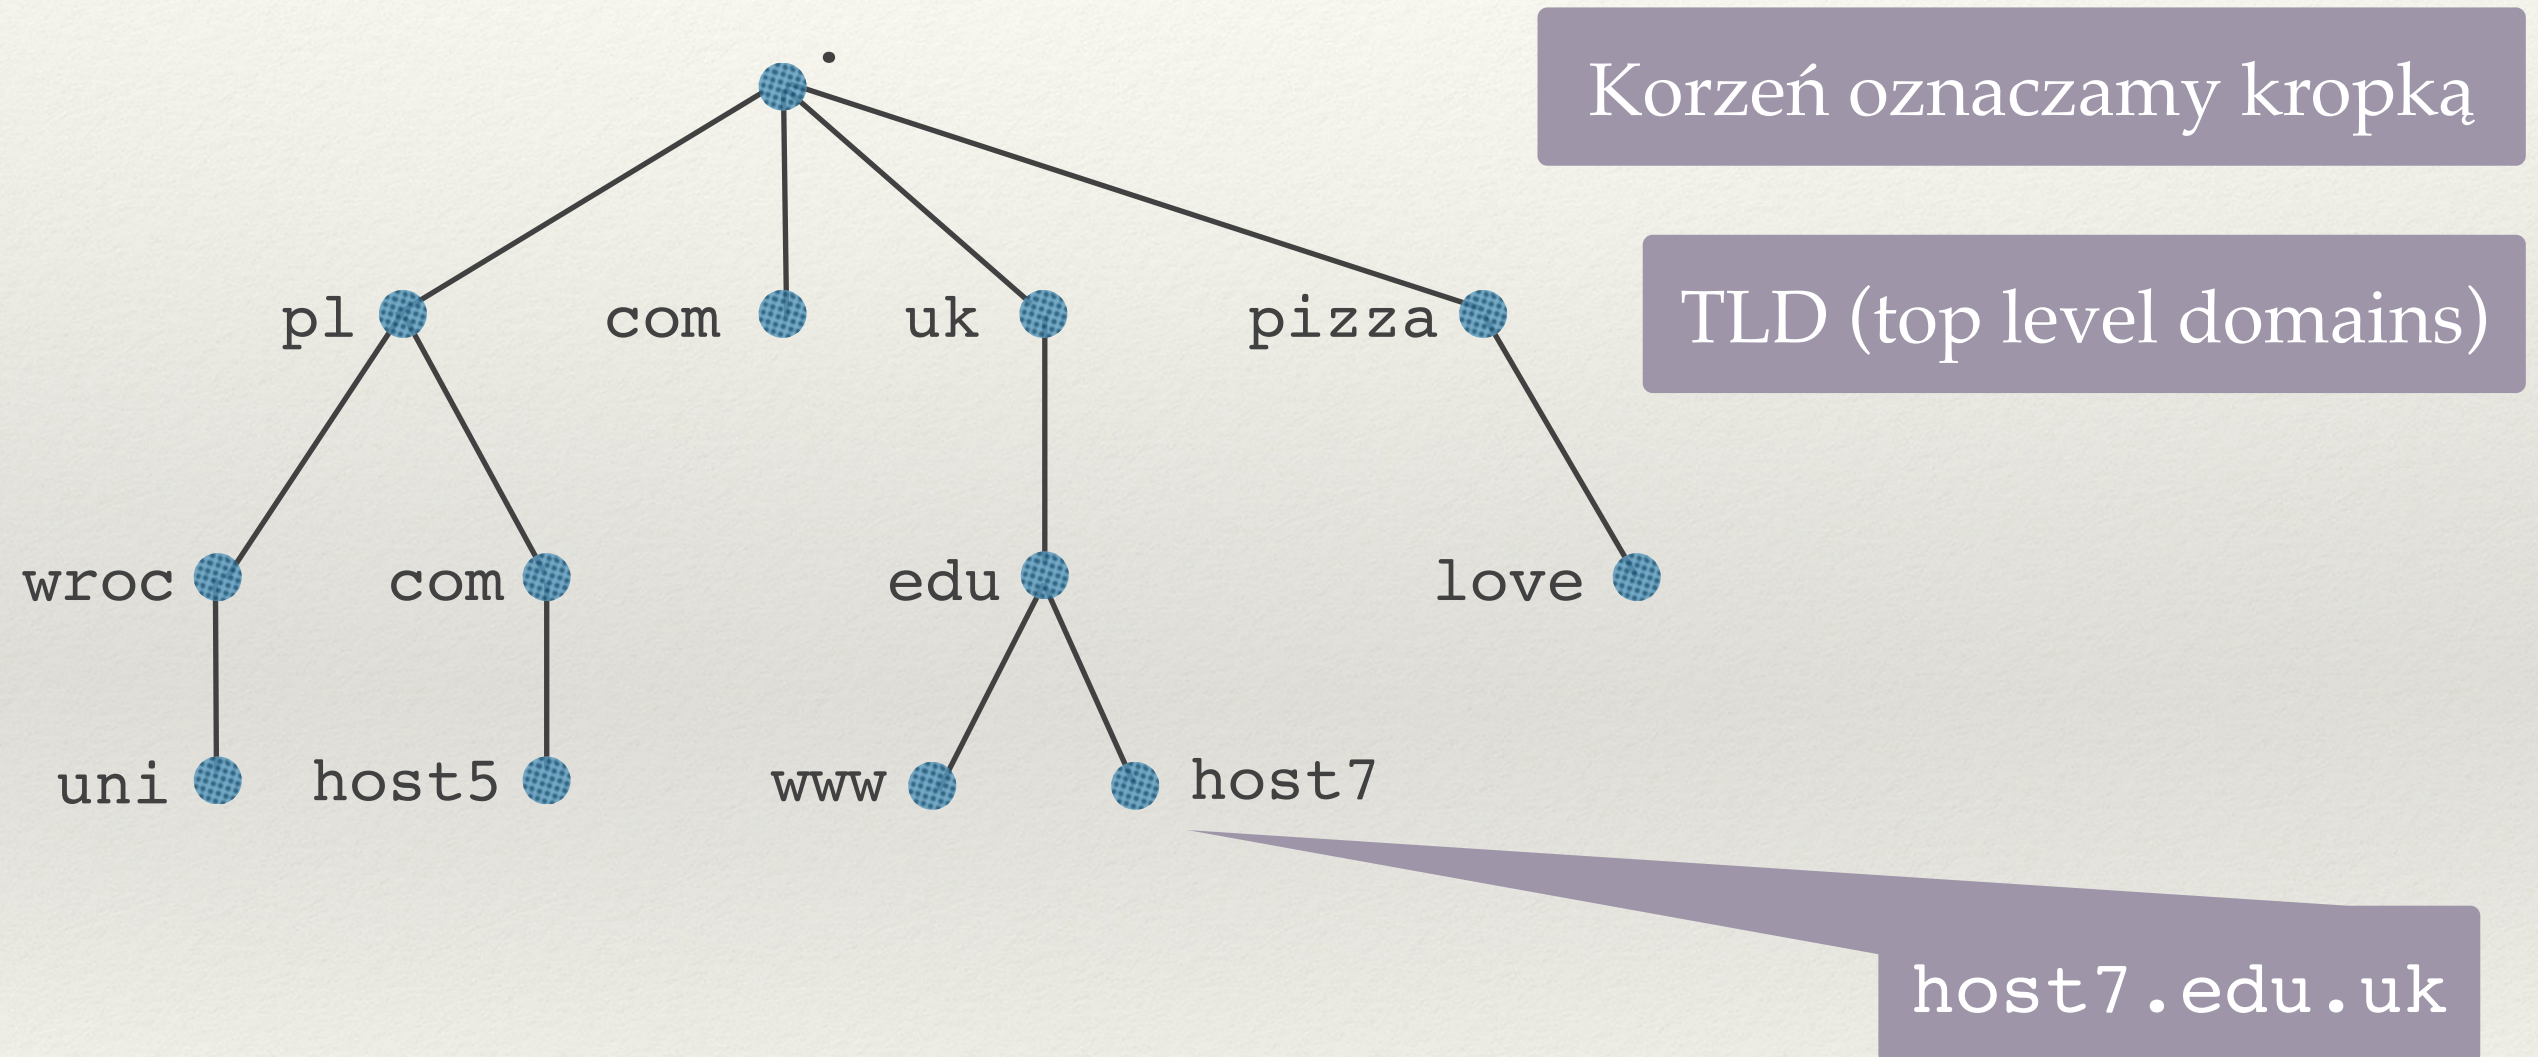 .
Korzeń oznaczamy kropką
pl com uk pizza
TLD (top level domains)
wroc com edu love
uni host5 www host7
host7.edu.uk